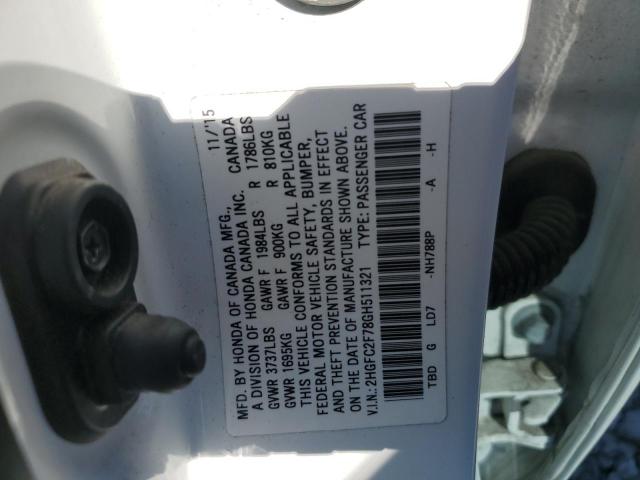 MFD. BY HONDA OF CANADA MFG., 11/15
A DIVISION OF HONDA CANADA INC. CANADA
GVWR 3737LBS GAWR F 1984LBS R 1786LBS
GVWR 1695KG GAWR F 900KG R 810KG
THIS VEHICLE CONFORMS TO ALL APPLICABLE
FEDERAL MOTOR VEHICLE SAFETY, BUMPER,
AND THEFT PREVENTION STANDARDS IN EFFECT
ON THE DATE OF MANUFACTURE SHOWN ABOVE.
V.I.N.: 2HGFC2F78GH511321 TYPE: PASSENGER CAR
TBD G LD7 -NH788P -A -H